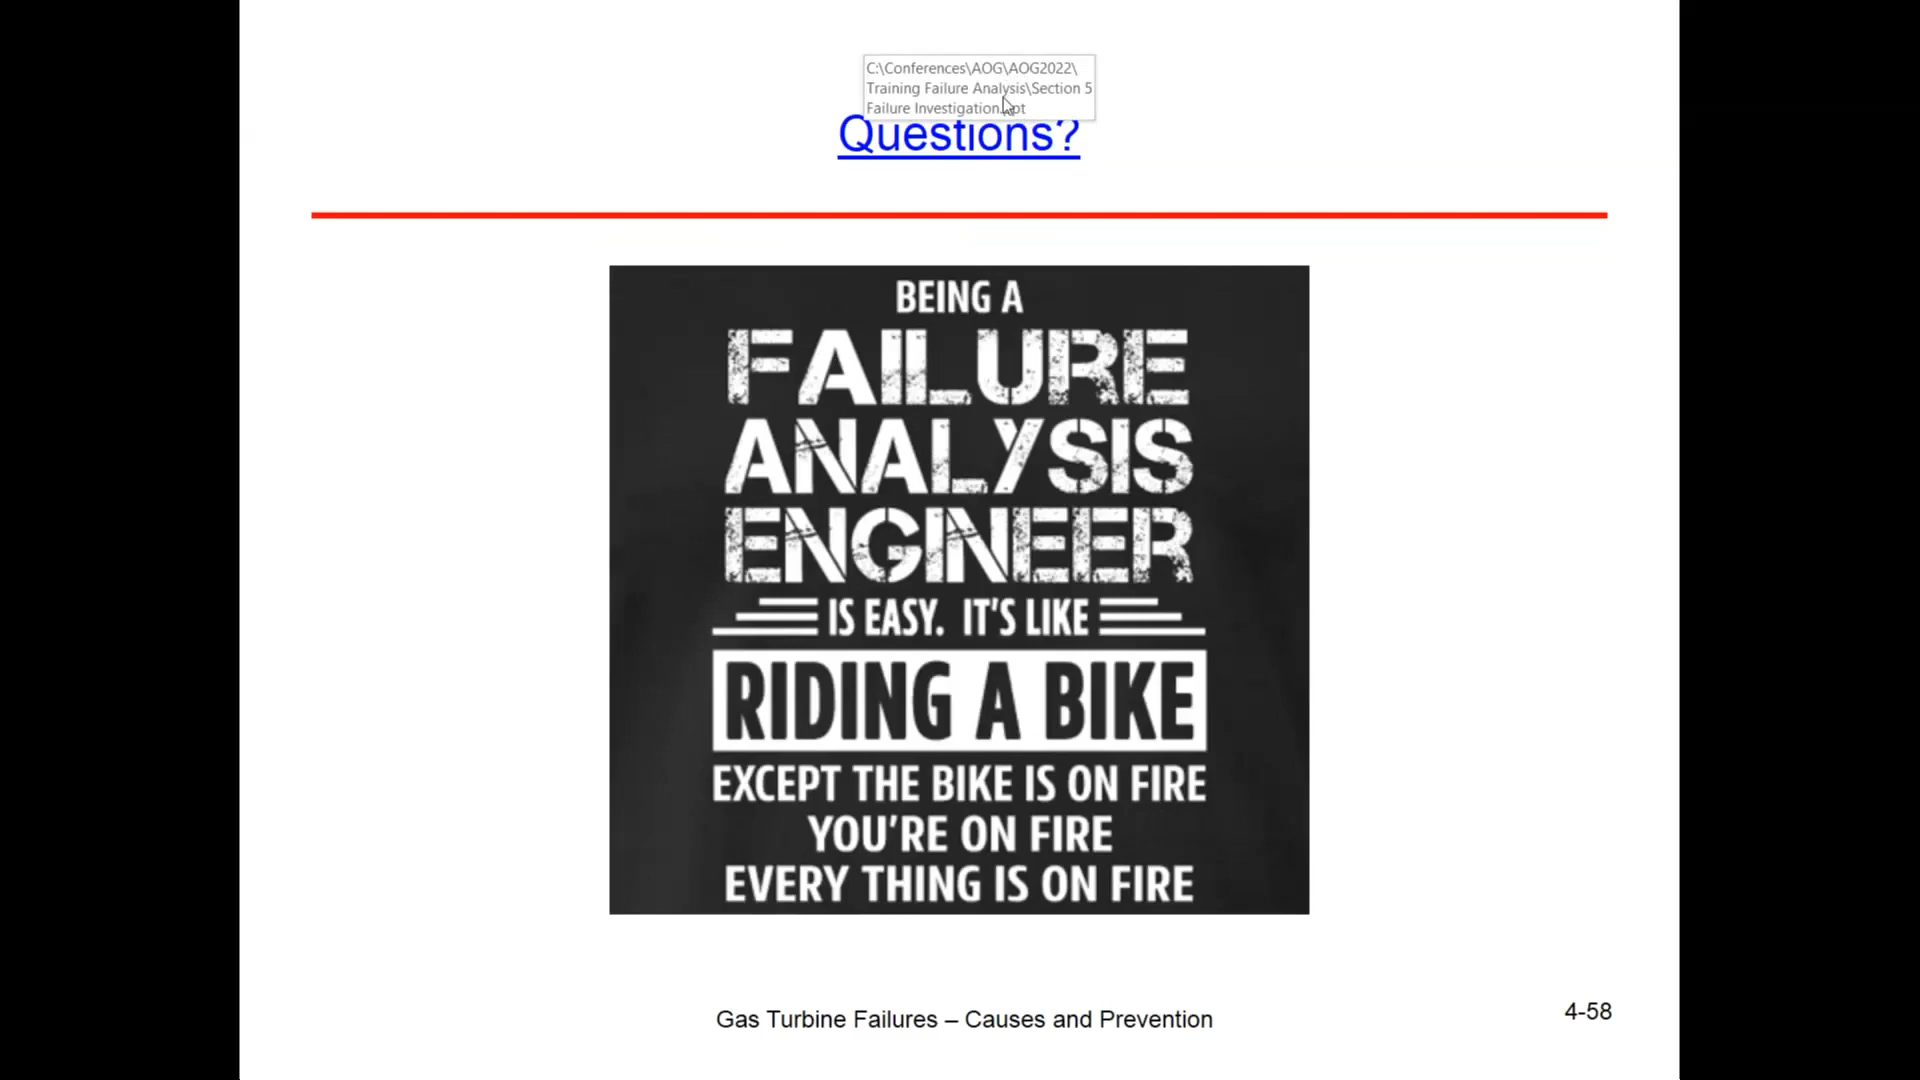 C:\Conferences\AOG\AOG2022\
Training Failure Analysis\Section 5
Failure
Questions?
BEING A
FAILURE
ANALYSIS
ENGINEER
IS EASY. IT'S LIKE
RIDING A BIKE
EXCEPT THE BIKE IS ON FIRE
YOU'RE ON FIRE
EVERY THING IS ON FIRE
Gas Turbine Failures – Causes and Prevention
4-58